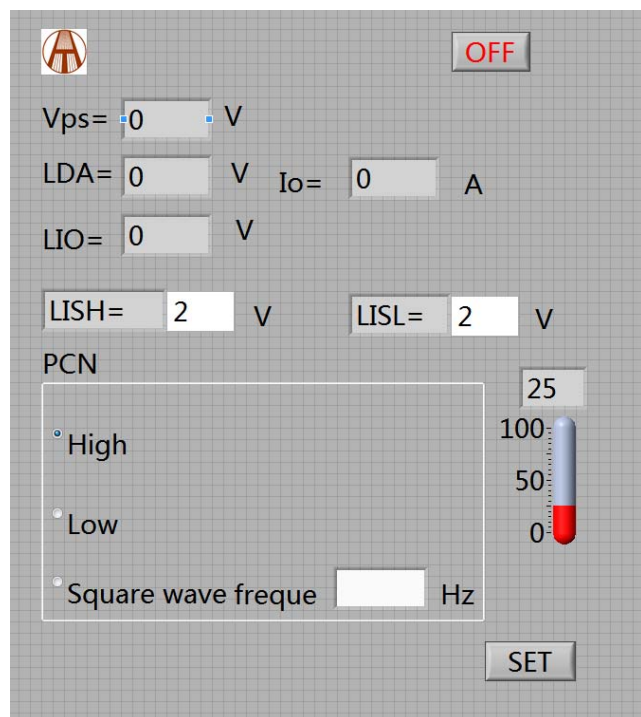 OFF
Vps= 0 V
LDA= 0 V Io= 0 A
LIO= 0 V
LISH= 2 V LISL= 2 V
PCN
25
High
100
50
Low
0
Square wave freque Hz
SET